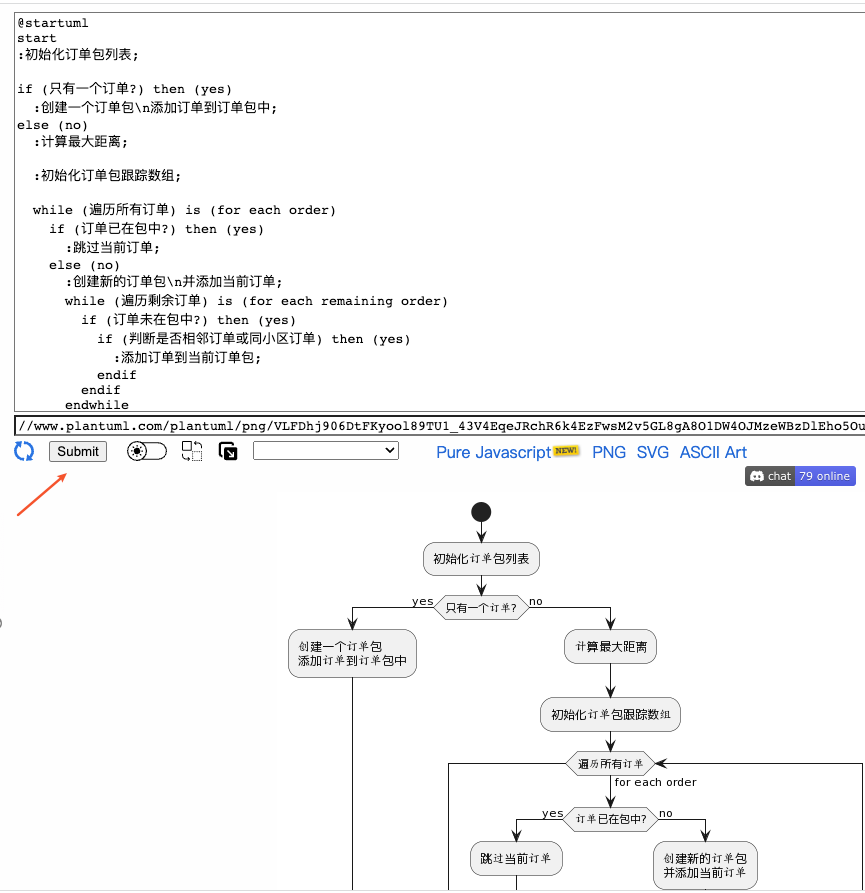 @startuml
start
:初始化订单包列表;
if (只有一个订单?) then (yes)
:创建一个订单包\n添加订单到订单包中;
else (no)
:计算最大距离;
:初始化订单包跟踪数组;
while (遍历所有订单) is (for each order)
if (订单已在包中?) then (yes)
:跳过当前订单;
else (no)
:创建新的订单包\n并添加当前订单;
while (遍历剩余订单) is (for each remaining order)
if (订单未在包中?) then (yes)
if (判断是否相邻订单或同小区订单) then (yes)
:添加订单到当前订单包;
endif
endif
endwhile
Submit
Pure Javascript NEW! PNG SVG ASCII Art
chat 79 online
初始化订单包列表
yes 只有一个订单? no
创建一个订单包
添加订单到订单包中
计算最大距离
初始化订单包跟踪数组
遍历所有订单
for each order
yes 订单已在包中? no
跳过当前订单
创建新的订单包
并添加当前订单